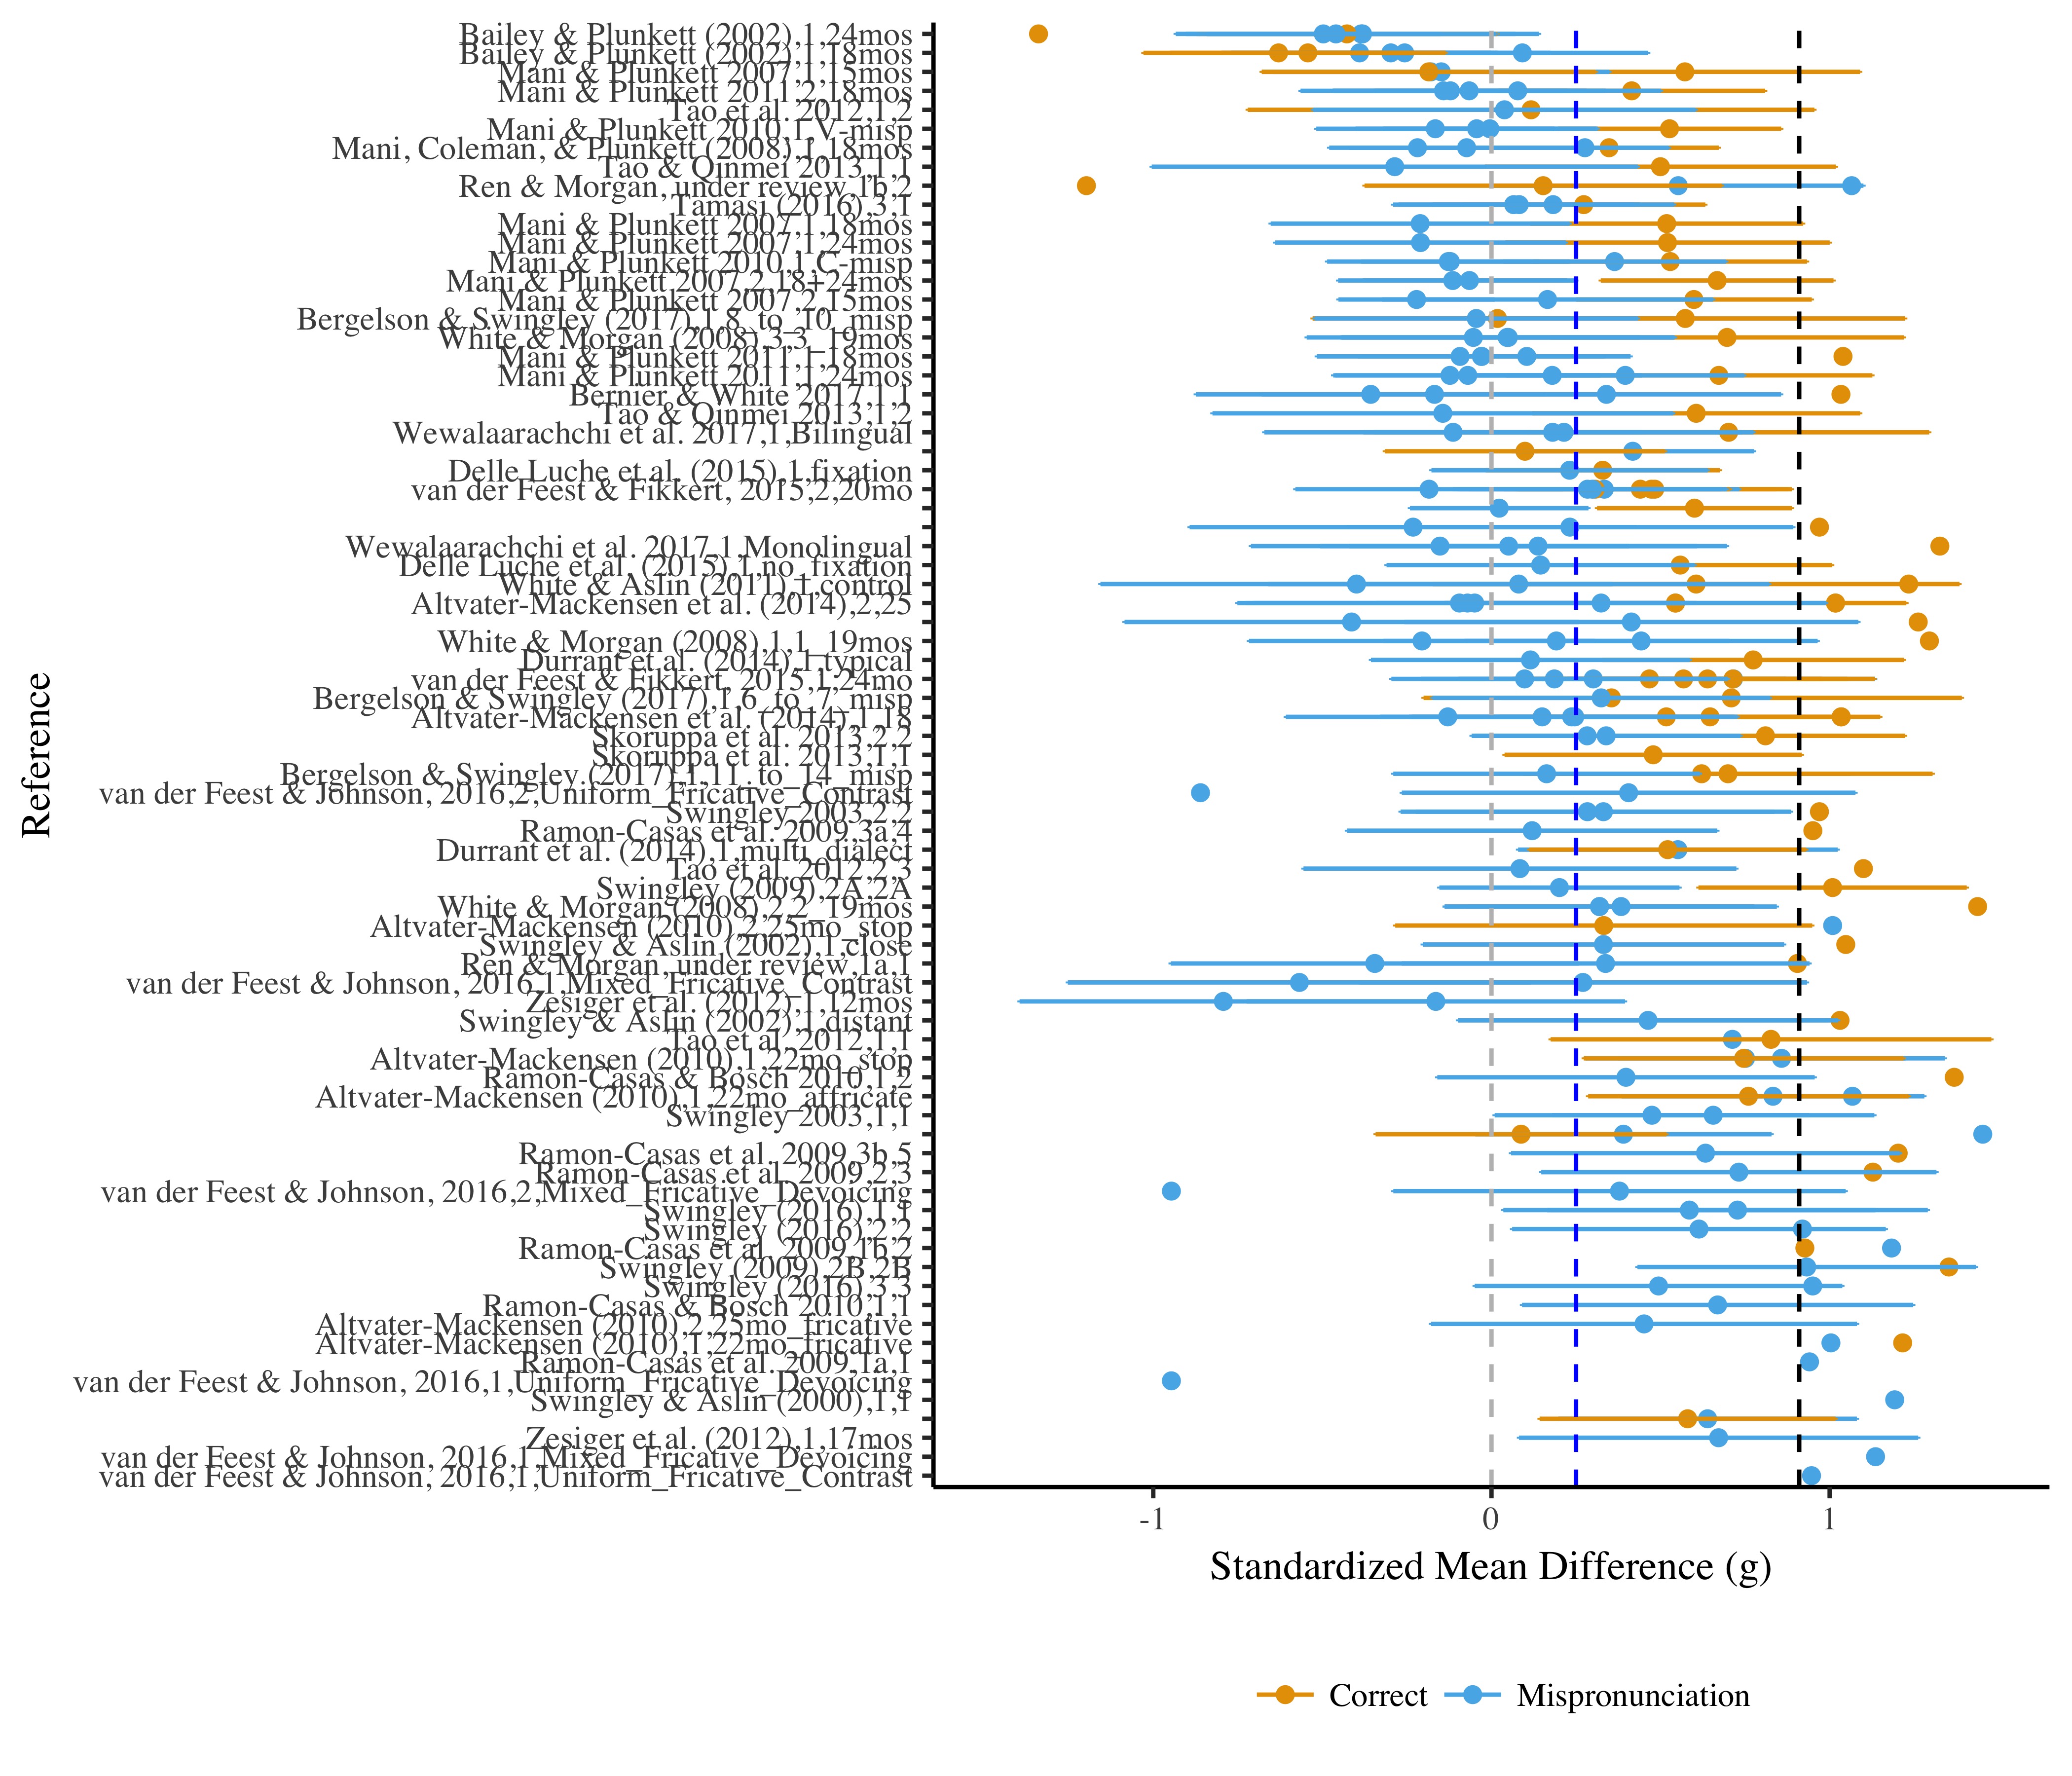 Bailey & Plunkett (2002),1,24mos
Bailey & Plunkett (2002),1,18mos
Mani & Plunkett 2007,1,15mos
Mani & Plunkett 2011,2,18mos
Tao et al. 2012,1,2
Mani & Plunkett 2010,1,V-misp
Mani, Coleman, & Plunkett (2008),1,18mos
Tao & Qinmei 2013,1,1
Ren & Morgan, under review,1b,2
Tamasi (2016),3,1
Mani & Plunkett 2007,1,18mos
Mani & Plunkett 2007,1,24mos
Mani & Plunkett 2010,1,C-misp
Mani & Plunkett 2007,2,18+24mos
Mani & Plunkett 2007,2,15mos
Bergelson & Swingley (2017),1,8_to_10_misp
White & Morgan (2008),3,3_19mos
Mani & Plunkett 2011,1,18mos
Mani & Plunkett 2011,1,24mos
Bernier & White 2017,1,1
Tao & Qinmei 2013,1,2
Wewalaarachchi et al. 2017,1,Bilingual
Delle Luche et al. (2015),1,fixation
van der Feest & Fikkert, 2015,2,20mo
Wewalaarachchi et al. 2017,1,Monolingual
Delle Luche et al. (2015),1,no_fixation
White & Aslin (2011),1,control
Altvater-Mackensen et al. (2014),2,25
White & Morgan (2008),1,1_19mos
Durrant et al. (2014),1,typical
van der Feest & Fikkert, 2015,1,24mo
Bergelson & Swingley (2017),1,6_to_7_misp
Altvater-Mackensen et al. (2014),1,18
Skoruppa et al. 2013,2,2
Skoruppa et al. 2013,1,1
Bergelson & Swingley (2017),1,11_to_14_misp
van der Feest & Johnson, 2016,2,Uniform_Fricative_Contrast
Swingley 2003,2,2
Ramon-Casas et al. 2009,3a,4
Durrant et al. (2014),1,multi_dialect
Tao et al. 2012,2,3
Swingley (2009),2A,2A
White & Morgan (2008),2,2_19mos
Altvater-Mackensen (2010),2,25mo_stop
Swingley & Aslin (2002),1,close
Ren & Morgan, under review,1a,1
van der Feest & Johnson, 2016,1,Mixed_Fricative_Contrast
Zesiger et al. (2012),1,12mos
Swingley & Aslin (2002),1,distant
Tao et al. 2012,1,1
Altvater-Mackensen (2010),1,22mo_stop
Ramon-Casas & Bosch 2010,1,2
Altvater-Mackensen (2010),1,22mo_affricate
Swingley 2003,1,1
Ramon-Casas et al. 2009,3b,5
Ramon-Casas et al. 2009,2,3
van der Feest & Johnson, 2016,2,Mixed_Fricative_Devoicing
Swingley (2016),1,1
Swingley (2016),2,2
Ramon-Casas et al. 2009,1b,2
Swingley (2009),2B,2B
Swingley (2016),3,3
Ramon-Casas & Bosch 2010,1,1
Altvater-Mackensen (2010),2,25mo_fricative
Altvater-Mackensen (2010),1,22mo_fricative
Ramon-Casas et al. 2009,1a,1
van der Feest & Johnson, 2016,1,Uniform_Fricative_Devoicing
Swingley & Aslin (2000),1,1
Zesiger et al. (2012),1,17mos
van der Feest & Johnson, 2016,1,Mixed_Fricative_Devoicing
van der Feest & Johnson, 2016,1,Uniform_Fricative_Contrast
Reference
-1 0 1
Standardized Mean Difference (g)
Correct Mispronunciation